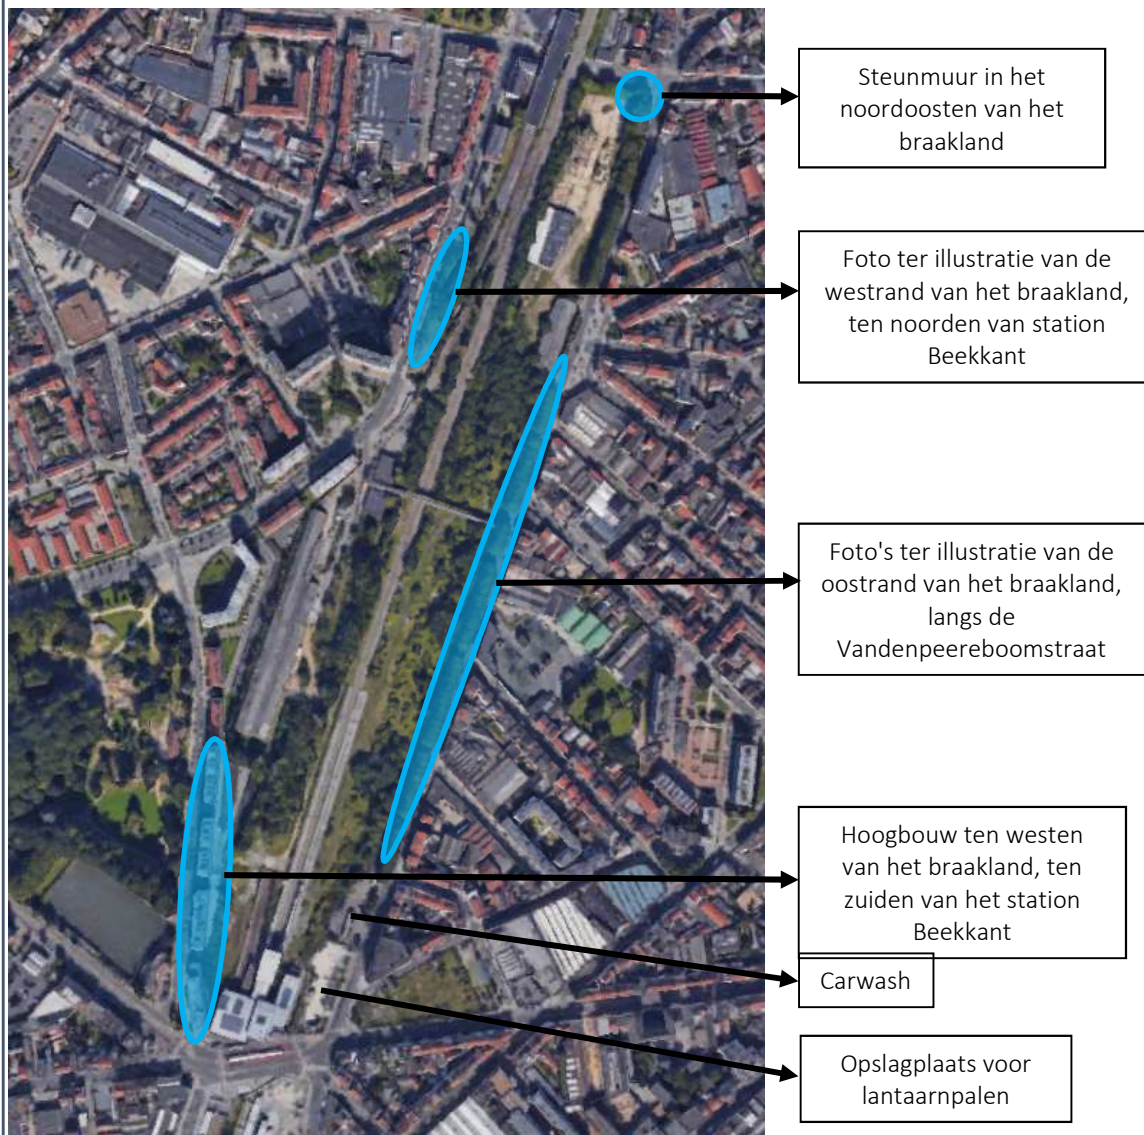 Steunmuur in het
noordoosten van het
braakland
Foto ter illustratie van de
westrand van het braakland,
ten noorden van station
Beekkant
Foto's ter illustratie van de
oostrand van het braakland,
langs de
Vandenpeereboomstraat
Hoogbouw ten westen
van het braakland, ten
zuiden van het station
Beekkant
Carwash
Opslagplaats voor
lantaarnpalen